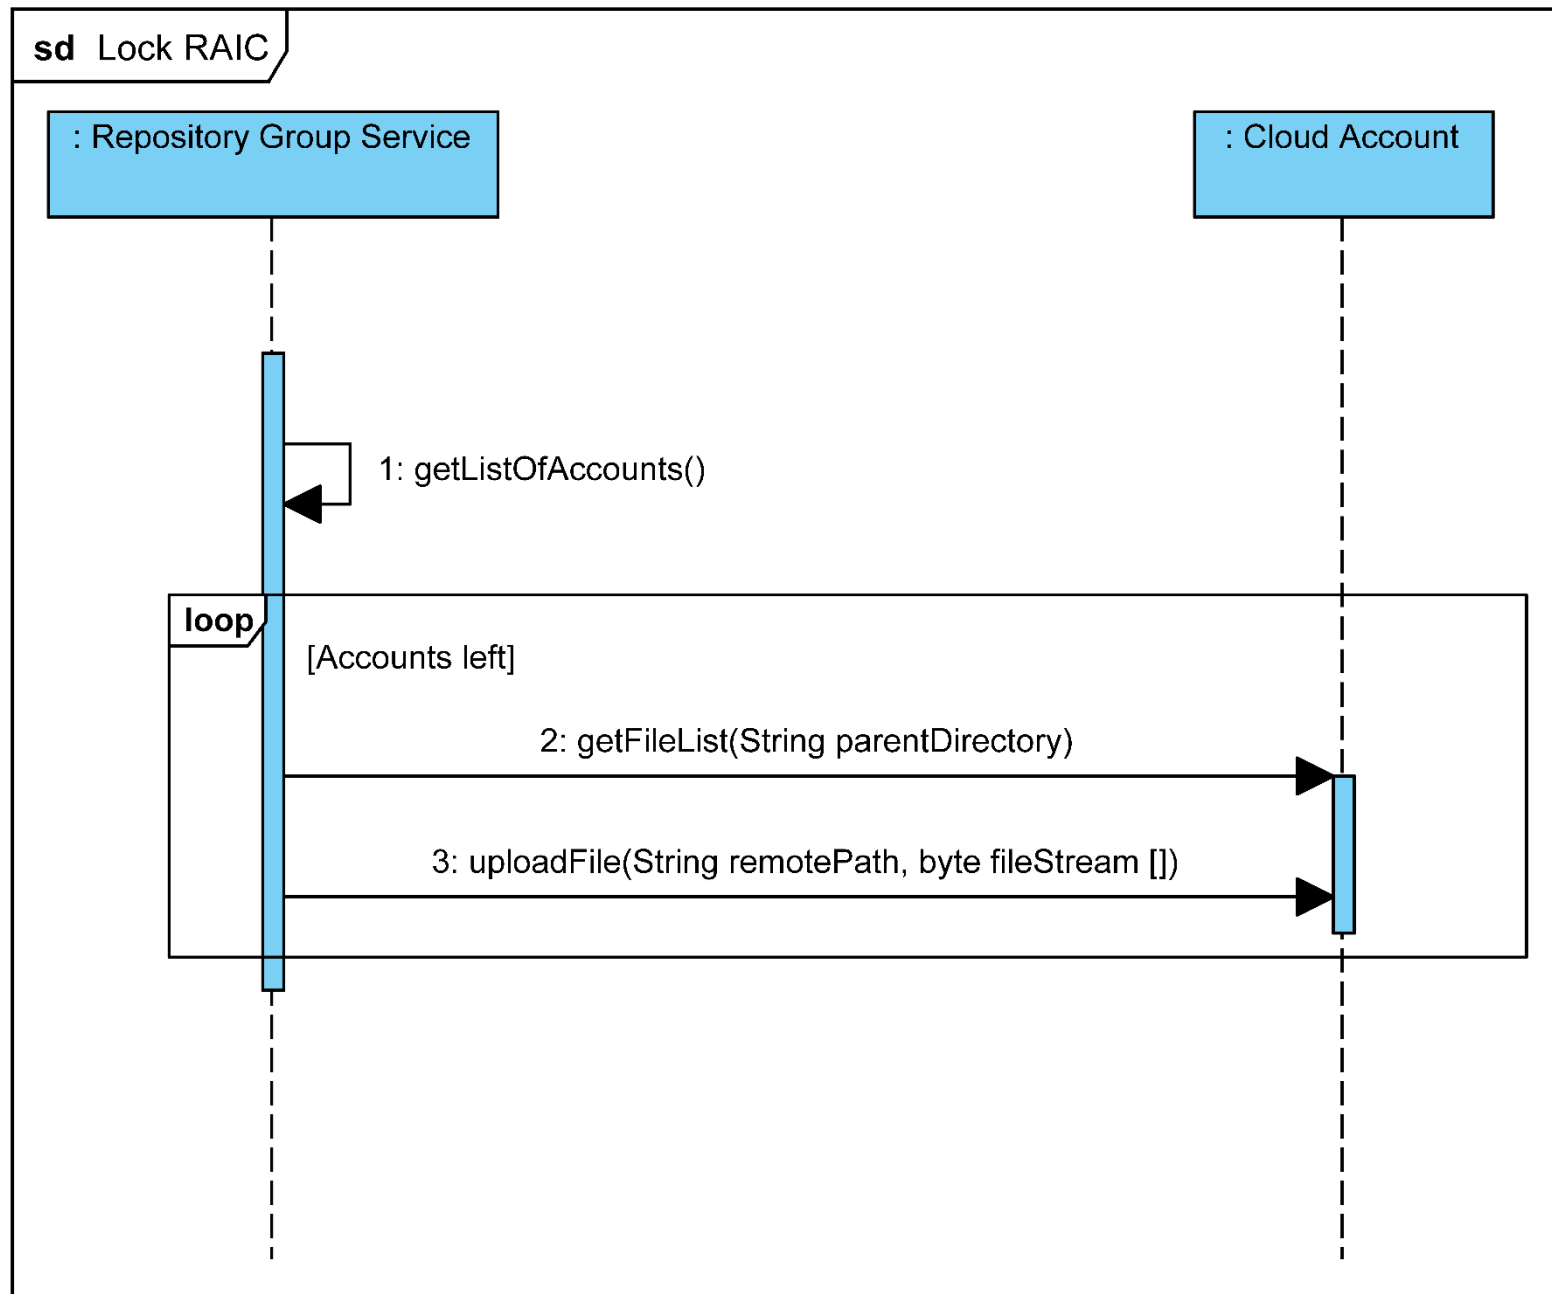 sd Lock RAIC
: Repository Group Service
: Cloud Account
1: getListOfAccounts()
loop
[Accounts left]
2: getFileList(String parentDirectory)
3: uploadFile(String remotePath, byte fileStream [])